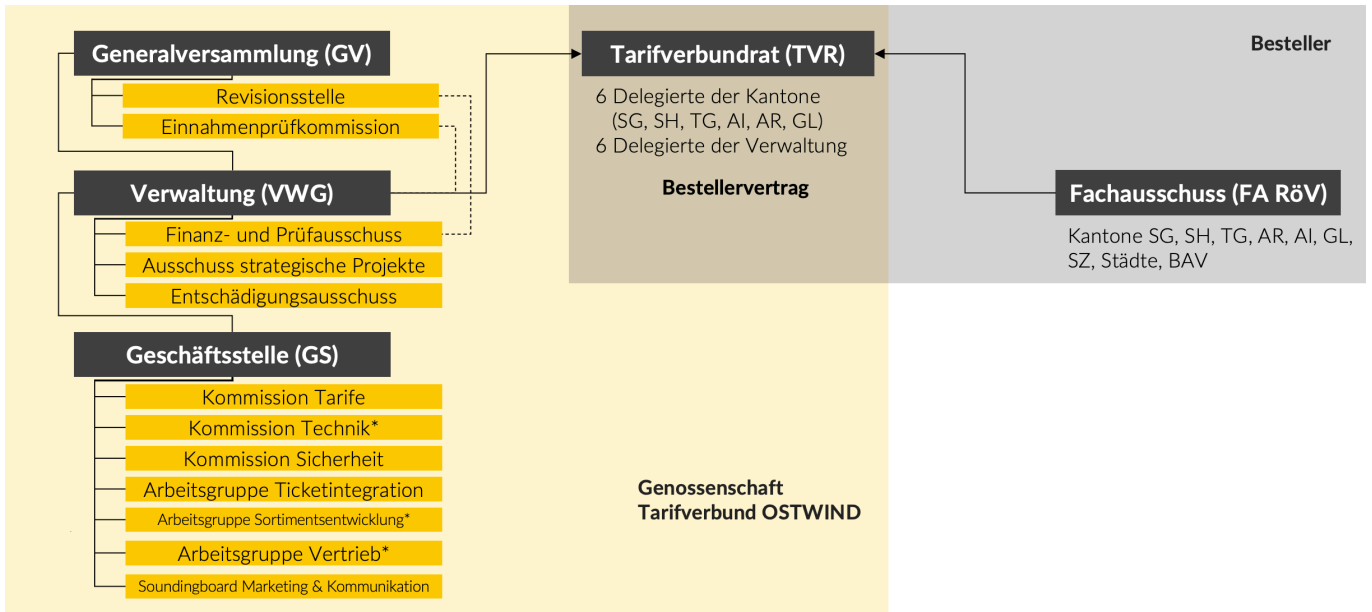 Generalversammlung (GV)
Revisionsstelle
Einnahmenprüfkommission
Verwaltung (VWG)
Finanz- und Prüfausschuss
Ausschuss strategische Projekte
Entschädigungsausschuss
Geschäftsstelle (GS)
Kommission Tarife
Kommission Technik*
Kommission Sicherheit
Arbeitsgruppe Ticketintegration
Arbeitsgruppe Sortimentsentwicklung*
Arbeitsgruppe Vertrieb*
Soundingboard Marketing & Kommunikation
Tarifverbundrat (TVR)
6 Delegierte der Kantone
(SG, SH, TG, AI, AR, GL)
6 Delegierte der Verwaltung
Bestellervertrag
Genossenschaft
Tarifverbund OSTWIND
Besteller
Fachausschuss (FA RöV)
Kantone SG, SH, TG, AR, AI, GL,
SZ, Städte, BAV